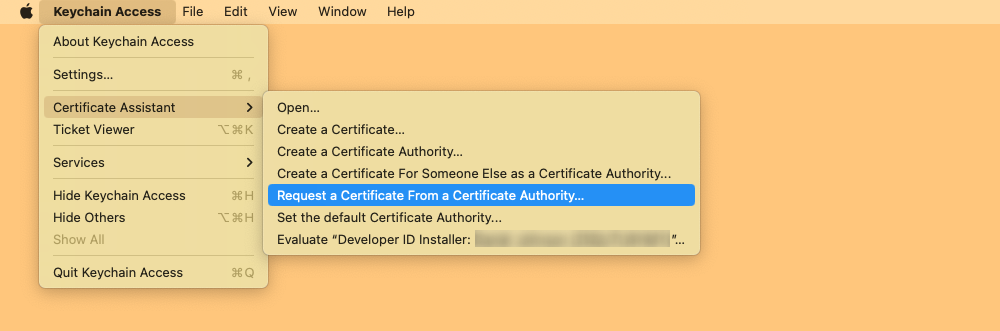 Keychain Access File Edit View Window Help
About Keychain Access
Settings... ⌘ ,
Certificate Assistant
Ticket Viewer ⌥⌘K
Services
Hide Keychain Access ⌘H
Hide Others ⌥⌘H
Show All
Quit Keychain Access ⌘Q
Open...
Create a Certificate...
Create a Certificate Authority...
Create a Certificate For Someone Else as a Certificate Authority...
Request a Certificate From a Certificate Authority...
Set the default Certificate Authority...
Evaluate “Developer ID Installer: ”...